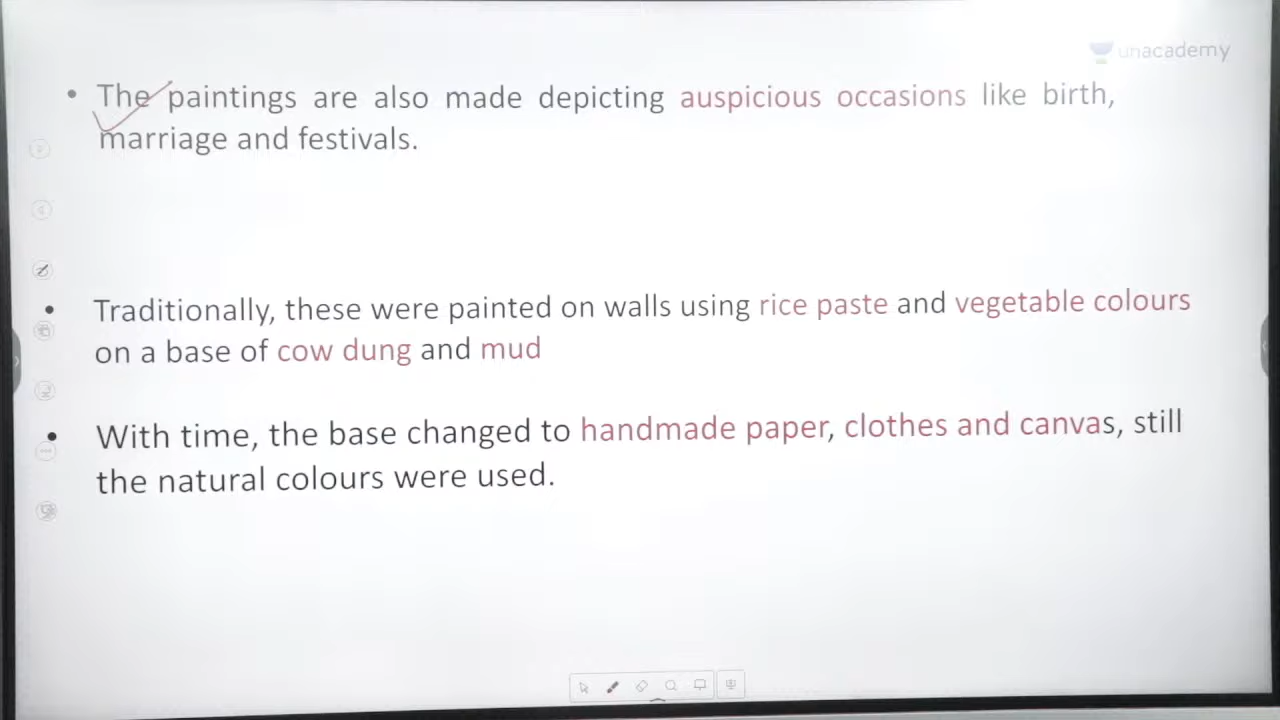 unacademy
• The paintings are also made depicting auspicious occasions like birth,
marriage and festivals.
• Traditionally, these were painted on walls using rice paste and vegetable colours
on a base of cow dung and mud
• With time, the base changed to handmade paper, clothes and canvas, still
the natural colours were used.